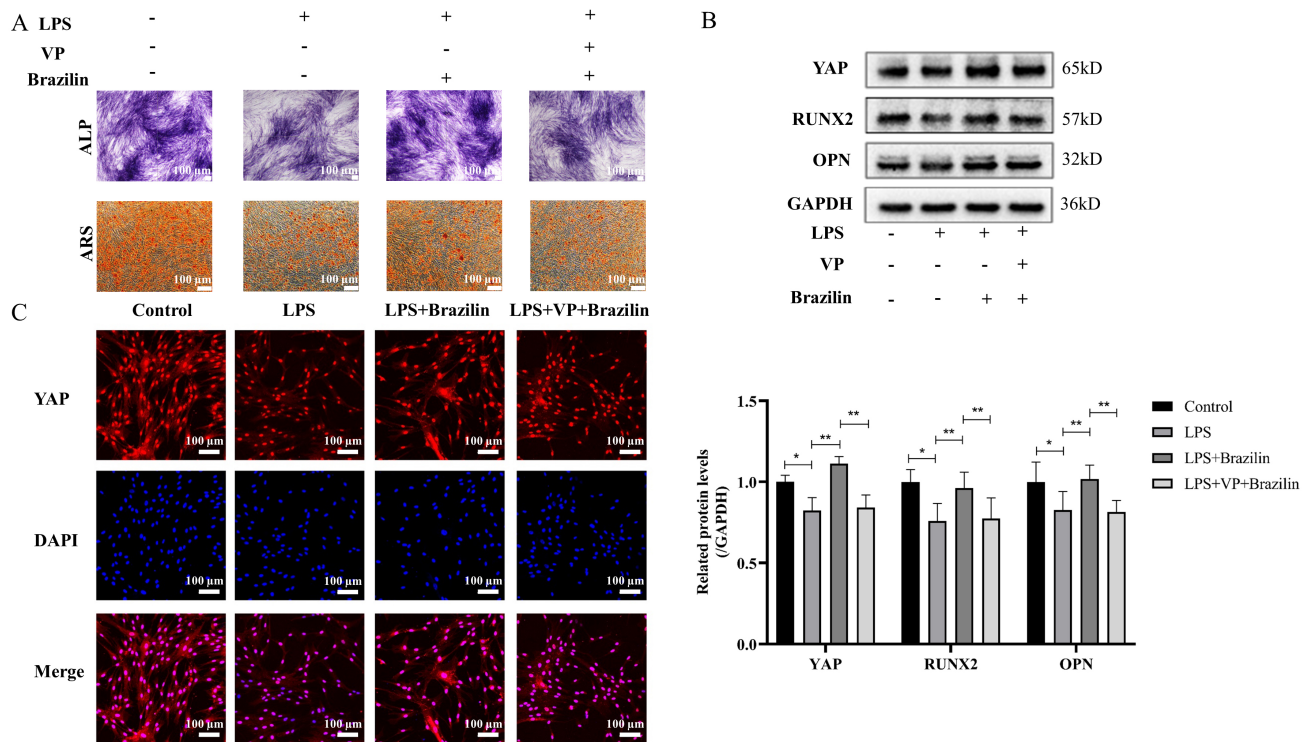 A
LPS - + + +
VP - - - +
Brazilin - - + +
ALP
100 μm 100 μm 100 μm 100 μm
ARS
100 μm 100 μm 100 μm 100 μm
C
Control LPS LPS+Brazilin LPS+VP+Brazilin
YAP
100 μm 100 μm 100 μm 100 μm
DAPI
100 μm 100 μm 100 μm 100 μm
Merge
100 μm 100 μm 100 μm 100 μm
B
YAP 65kD
RUNX2 57kD
OPN 32kD
GAPDH 36kD
LPS - + + +
VP - - - +
Brazilin - - + +
Related protein levels
(/GAPDH)
1.5
1.0
0.5
0.0
* ** **
* ** **
* ** **
YAP RUNX2 OPN
Control
LPS
LPS+Brazilin
LPS+VP+Brazilin